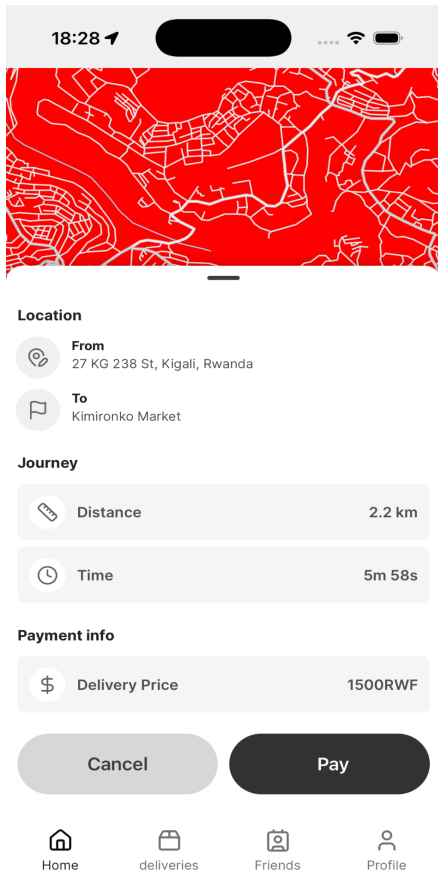 18:28
Location
From
27 KG 238 St, Kigali, Rwanda
To
Kimironko Market
Journey
Distance 2.2 km
Time 5m 58s
Payment info
Delivery Price 1500RWF
Cancel Pay
Home deliveries Friends Profile